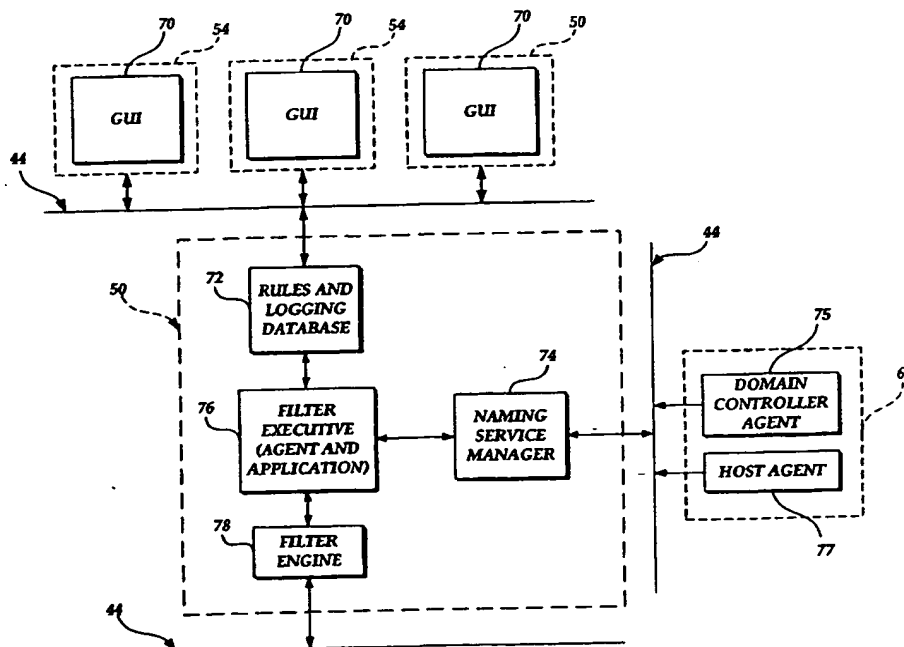 70 54 70 54 70 50
GUI GUI GUI
44
44
50
72
RULES AND
LOGGING
DATABASE
74
75
6
DOMAIN
CONTROLLER
AGENT
76
FILTER
EXECUTIVE
(AGENT AND
APPLICATION)
NAMING
SERVICE
MANAGER
HOST AGENT
77
78
FILTER
ENGINE
44